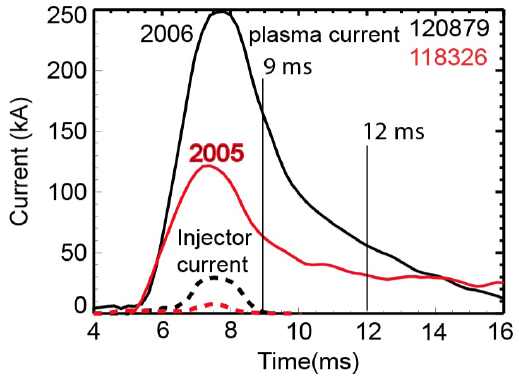 250
200
150
100
50
0
Current (kA)
2006
plasma current
120879
118326
9 ms
12 ms
2005
Injector
current
4
6
8
10
12
14
16
Time(ms)